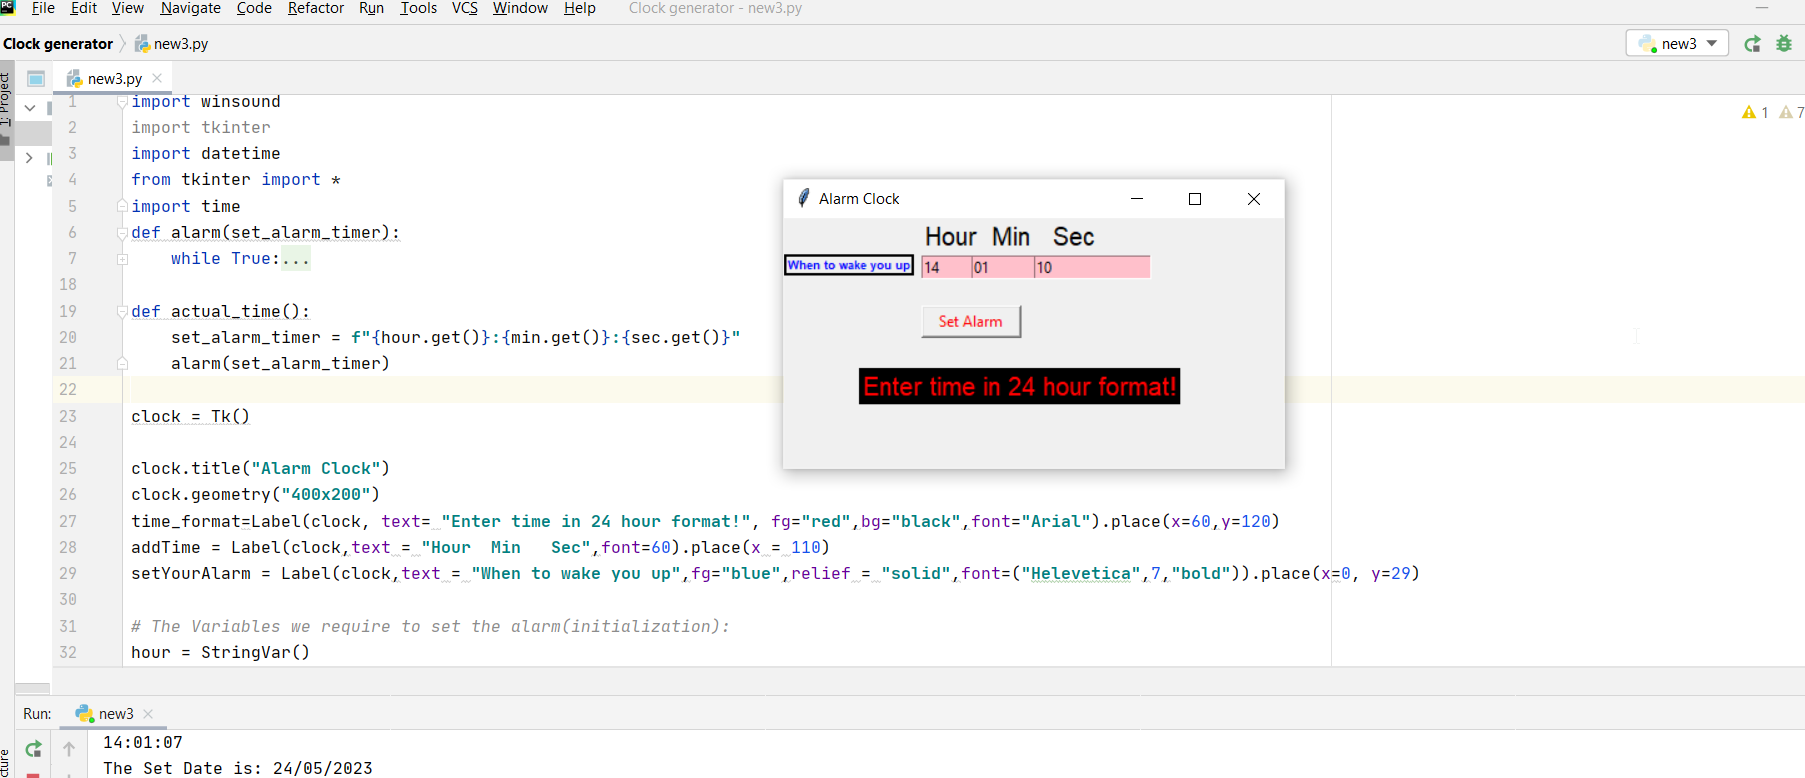 PC File Edit View Navigate Code Refactor Run Tools VCS Window Help Clock generator - new3.py
Clock generator new3.py new3
1: Project new3.py
1 import winsound 1 7
2 import tkinter
3 import datetime
4 from tkinter import *
5 import time
6 def alarm(set_alarm_timer):
7 while True:...
18
19 def actual_time():
20 set_alarm_timer = f"{hour.get()}:{min.get()}:{sec.get()}"
21 alarm(set_alarm_timer)
22
23 clock = Tk()
24
25 clock.title("Alarm Clock")
26 clock.geometry("400x200")
27 time_format=Label(clock, text= "Enter time in 24 hour format!", fg="red",bg="black",font="Arial").place(x=60,y=120)
28 addTime = Label(clock,text = "Hour  Min   Sec",font=60).place(x = 110)
29 setYourAlarm = Label(clock,text = "When to wake you up",fg="blue",relief = "solid",font=("Helevetica",7,"bold")).place(x=0, y=29)
30
31 # The Variables we require to set the alarm(initialization):
32 hour = StringVar()
Alarm Clock
Hour Min Sec
When to wake you up 14 01 10
Set Alarm
Enter time in 24 hour format!
Run: new3
14:01:07
The Set Date is: 24/05/2023